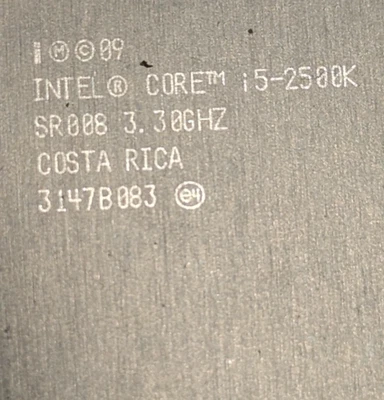 i Ⓜ©09
INTEL® CORE™ i5-2500K
SR008 3.30GHZ
COSTA RICA
3147B083 e4